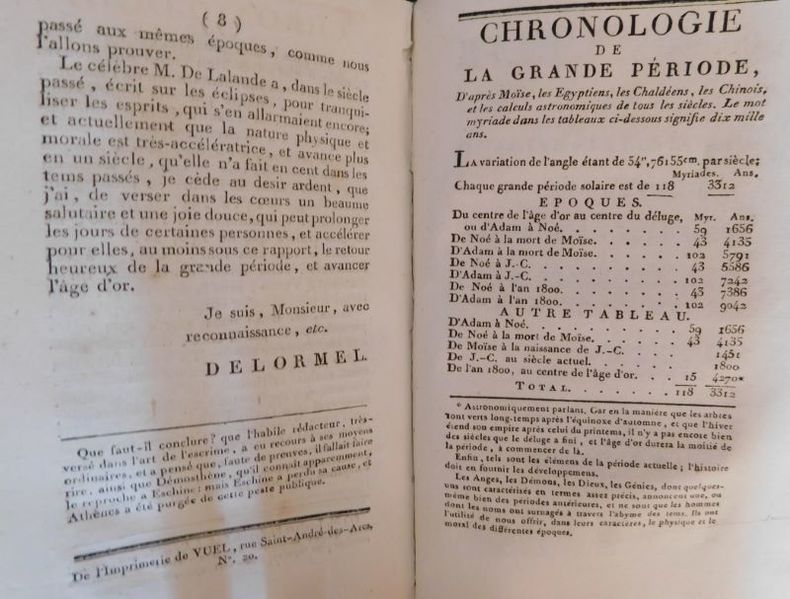 ( 8 )
passé aux mêmes époques, comme nous
l'allons prouver.
Le célèbre M. De Lalande a, dans le siècle
passé, écrit sur les éclipses, pour tranqui-
liser les esprits, qui s'en allarmaient encore;
et actuellement que la nature physique et
morale est très-accélératrice, et avance plus
en un siècle, qu'elle n'a fait en cent dans les
tems passés, je cède au desir ardent, que
j'ai, de verser dans les cœurs un beaume
salutaire et une joie douce, qui peut prolonger
les jours de certaines personnes, et accélérer
pour elles, au moins sous ce rapport, le retour
heureux de la grande période, et avancer
l'âge d'or.
Je suis, Monsieur, avec
reconnaissance, etc.
DELORMEL.
Que faut-il conclure? que l'habile rédacteur, très-
versé dans l'art de l'escrime, a eu recours à ses moyens
ordinaires, et a pensé que, faute de preuves, il fallait faire
rire, ainsi que Démosthène, qu'il connaît apparemment,
le reproche à Eschine; mais Eschine a perdu sa cause, et
Athènes a été purgée de cette peste publique.
De l'Imprimerie de VUEL, rue Saint-André-des-Arcs,
N°. 20.
CHRONOLOGIE
DE
LA GRANDE PÉRIODE,
D'après Moïse, les Egyptiens, les Chaldéens, les Chinois,
et les calculs astronomiques de tous les siècles. Le mot
myriade dans les tableaux ci-dessous signifie dix mille
ans.
LA variation de l'angle étant de 54", 76155cm. par siècle;
Myriades. Ans.
Chaque grande période solaire est de 118 3312
EPOQUES.
Du centre de l'âge d'or au centre du déluge, Myr. Ans.
ou d'Adam à Noé. . . . . . . 59 1656
De Noé à la mort de Moïse. . . . . . 43 4135
D'Adam à la mort de Moïse. . . . . . 102 5791
De Noé à J.-C. . . . . . . . . 43 5586
D'Adam à J.-C. . . . . . . . . 102 7242
De Noé à l'an 1800. . . . . . . . 43 7386
D'Adam à l'an 1800. . . . . . . . 102 9042
AUTRE TABLEAU.
D'Adam à Noé. . . . . . . . . 59 1656
De Noé à la mort de Moïse. . . . . . 43 4135
De Moïse à la naissance de J.-C. . . . . 1451
De J.-C. au siècle actuel. . . . . . 1800
De l'an 1800, au centre de l'âge d'or. . . 15 4270*
TOTAL. . . . . . . 118 3312
* Astronomiquement parlant. Car en la manière que les arbres
sont verts long-temps après l'équinoxe d'automne, et que l'hiver
étend son empire après celui du printems, il n'y a pas encore bien
des siècles que le déluge a fini, et l'âge d'or durera la moitié de
la période, à commencer de là.
Enfin, tels sont les élémens de la période actuelle; l'histoire
doit en fournir les développemens.
Les Anges, les Démons, les Dieux, les Génies, dont quelques-
uns sont caractérisés en termes assez précis, annoncent une, ou
même bien des périodes antérieures, et ne sont que les hommes
dont les noms ont surnagés à travers l'abyme des tems. Ils ont
l'utilité de nous offrir, dans leurs caractères, le physique et le
moral des différentes époques.